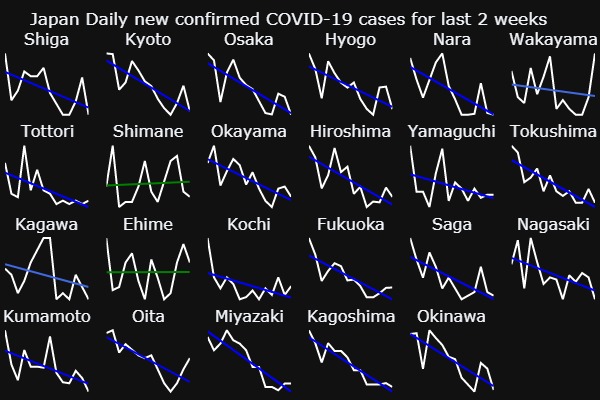 Japan Daily new confirmed COVID-19 cases for last 2 weeks
Shiga Kyoto Osaka Hyogo Nara Wakayama
Tottori Shimane Okayama Hiroshima Yamaguchi Tokushima
Kagawa Ehime Kochi Fukuoka Saga Nagasaki
Kumamoto Oita Miyazaki Kagoshima Okinawa